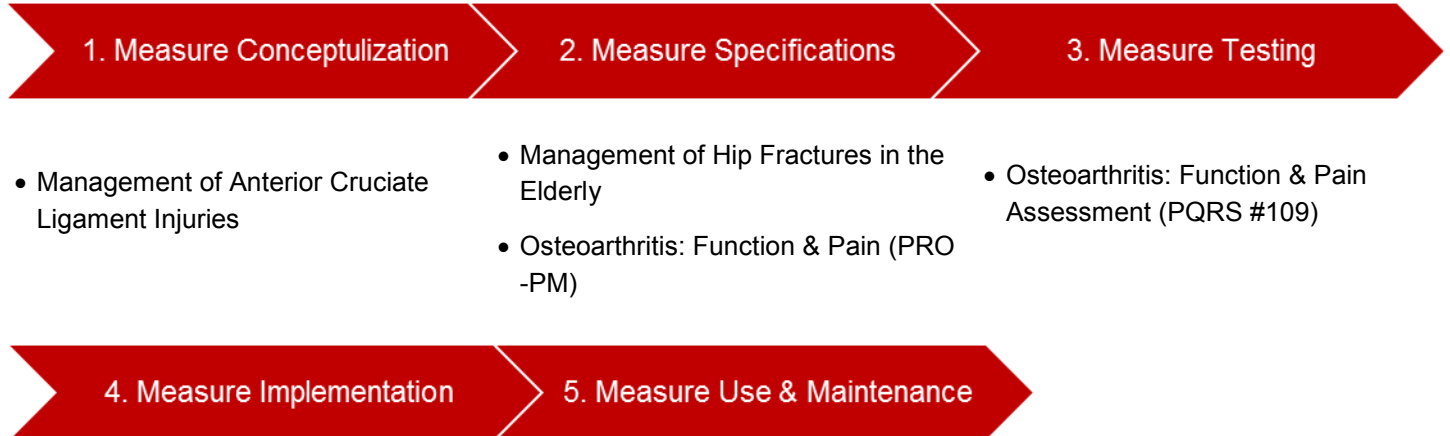 1. Measure Conceptulization
2. Measure Specifications
3. Measure Testing
• Management of Anterior Cruciate
Ligament Injuries
• Management of Hip Fractures in the
Elderly
• Osteoarthritis: Function & Pain (PRO
-PM)
• Osteoarthritis: Function & Pain
Assessment (PQRS #109)
4. Measure Implementation
5. Measure Use & Maintenance